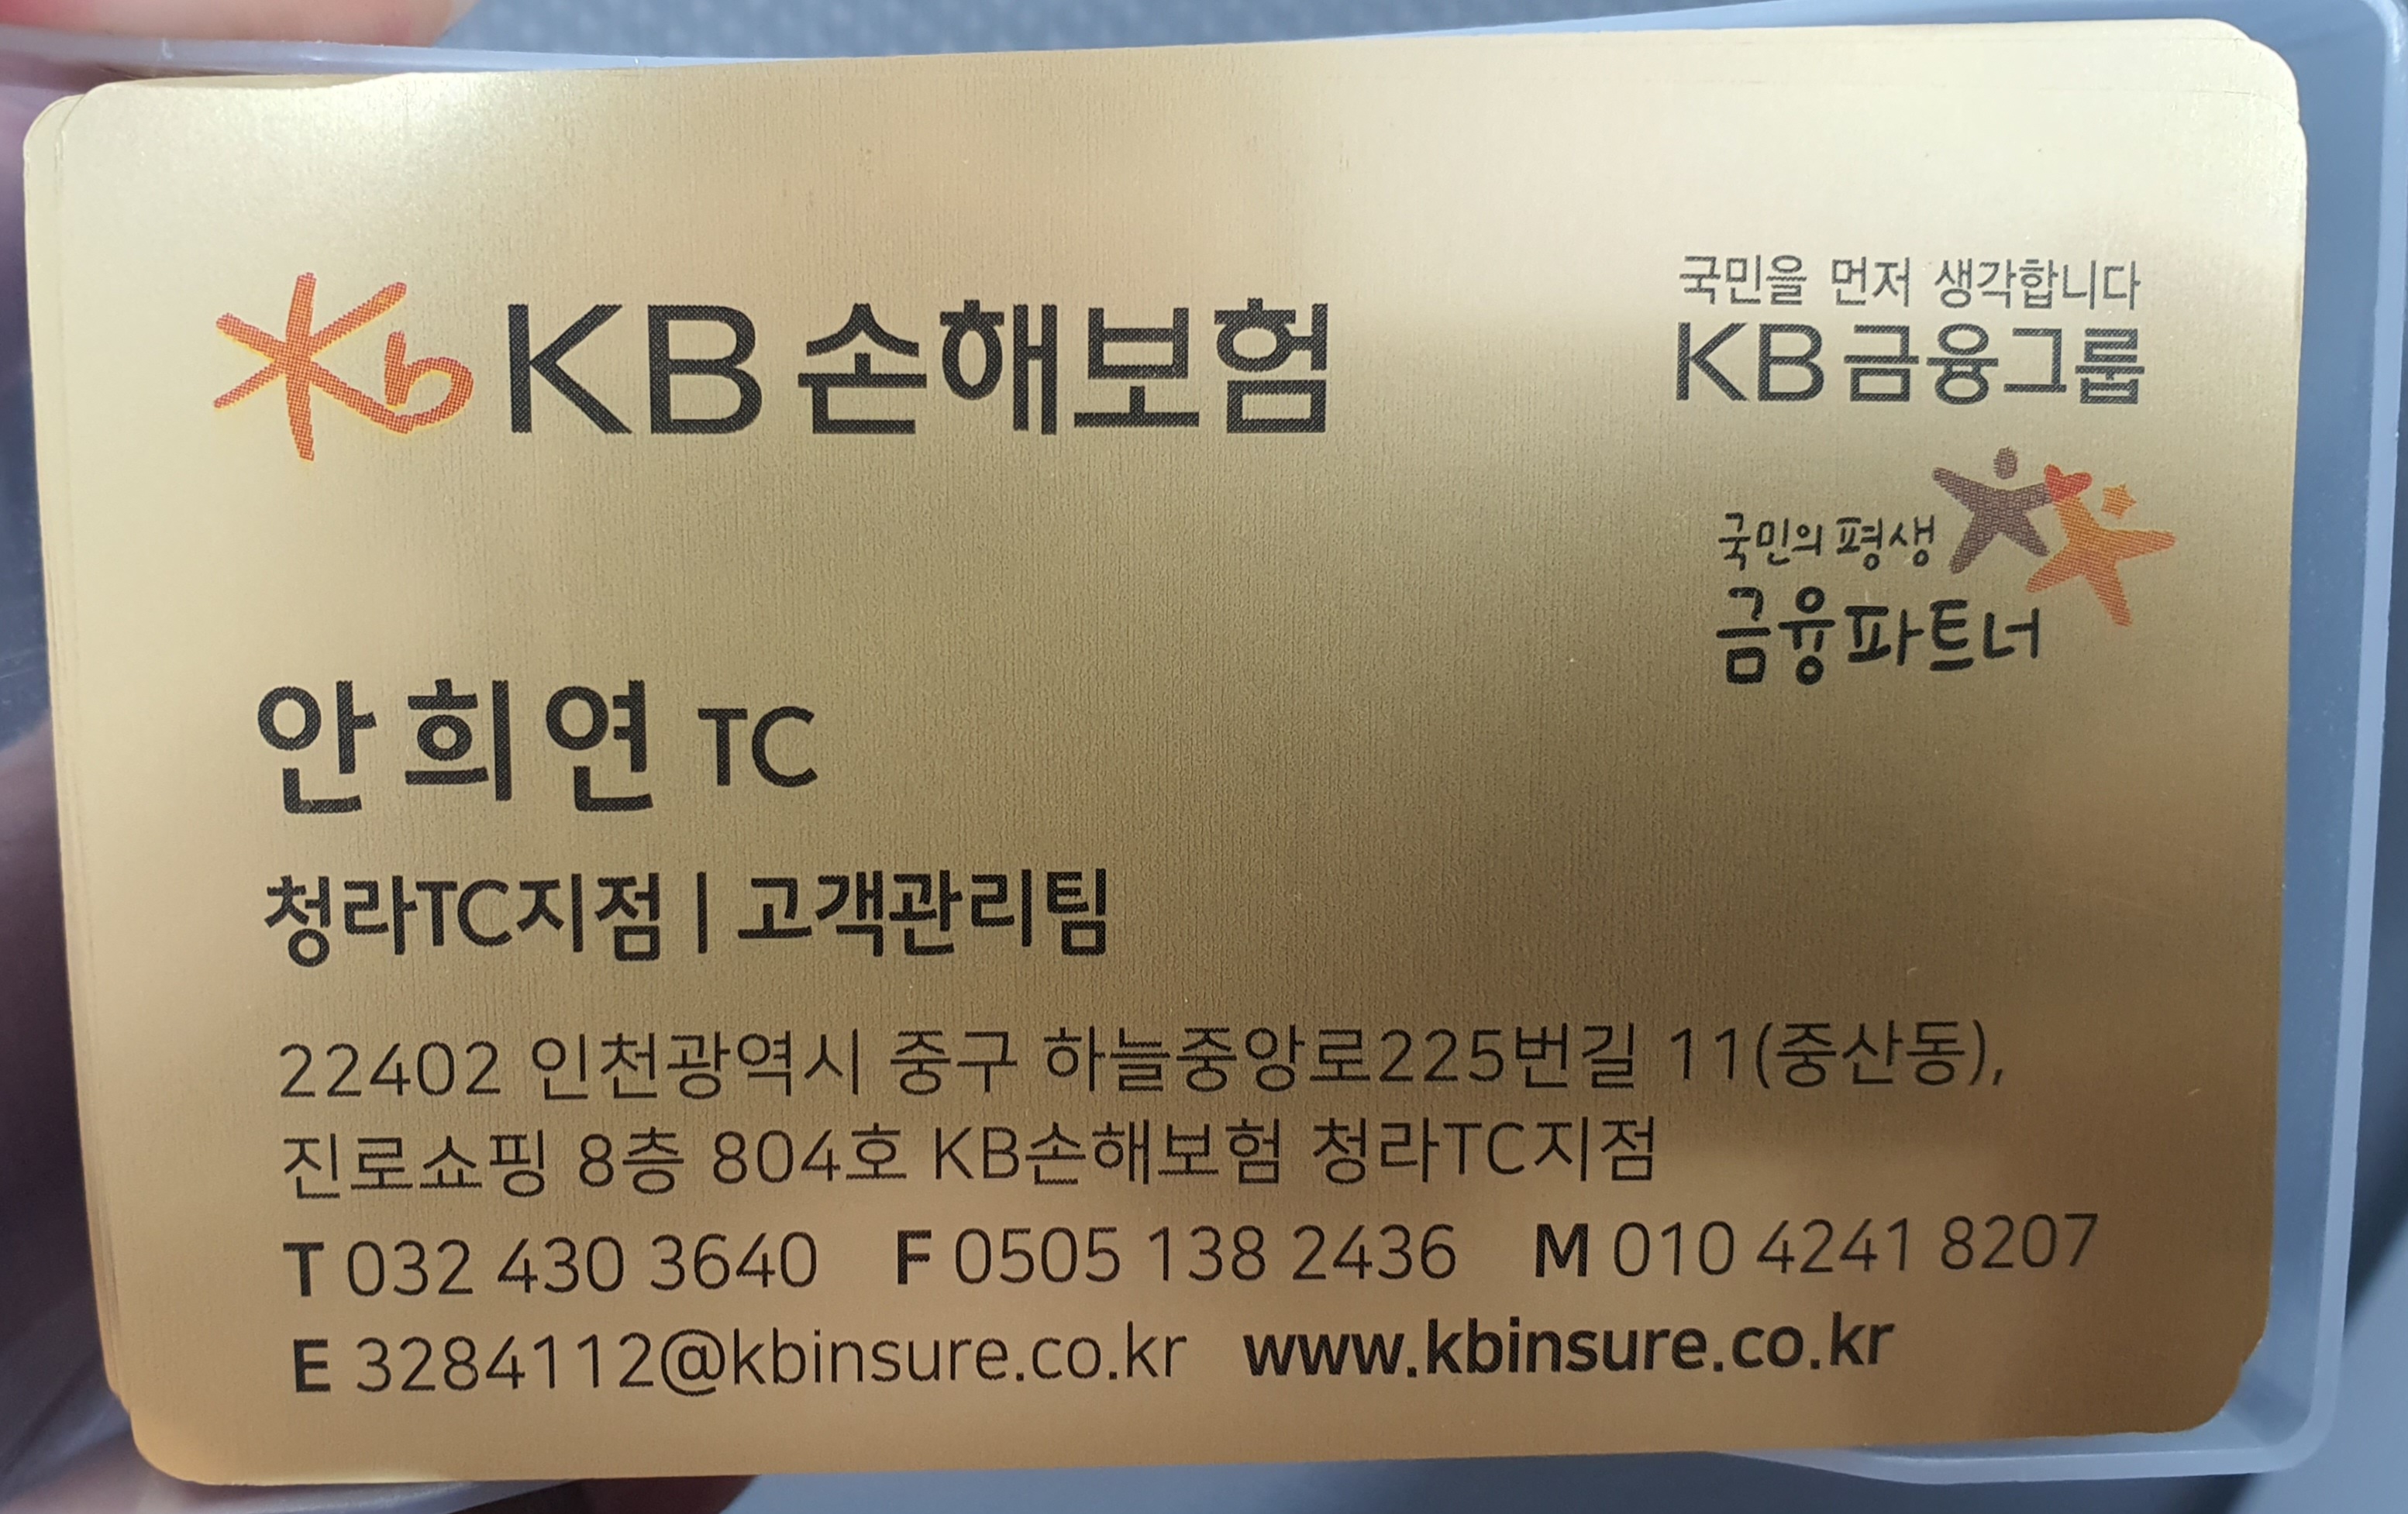 Kb KB손해보험
국민을 먼저 생각합니다
KB금융그룹
국민의 평생
금융파트너
안희연 TC
청라TC지점 | 고객관리팀
22402 인천광역시 중구 하늘중앙로225번길 11(중산동),
진로쇼핑 8층 804호 KB손해보험 청라TC지점
T 032 430 3640 F 0505 138 2436 M 010 4241 8207
E 3284112@kbinsure.co.kr www.kbinsure.co.kr